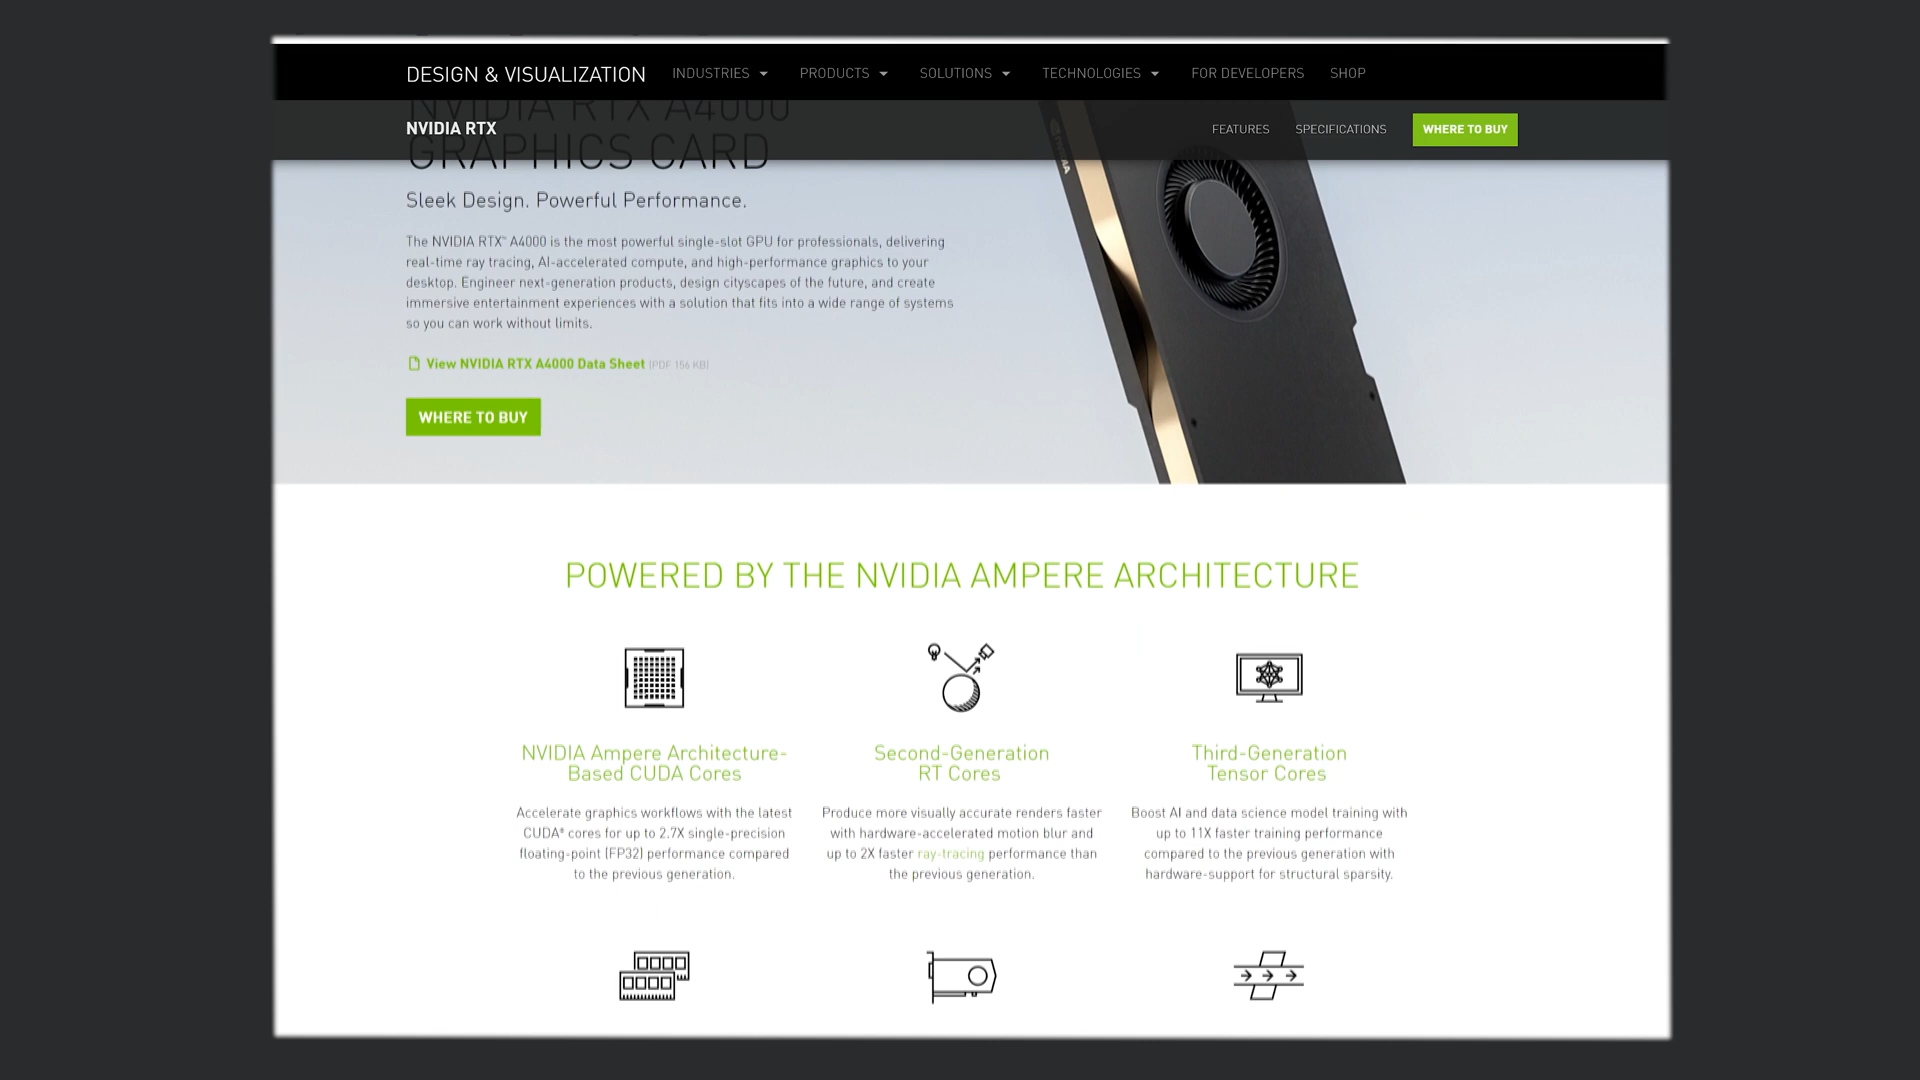 DESIGN & VISUALIZATION INDUSTRIES PRODUCTS SOLUTIONS TECHNOLOGIES FOR DEVELOPERS SHOP
NVIDIA RTX A4000
NVIDIA RTX FEATURES SPECIFICATIONS WHERE TO BUY
GRAPHICS CARD
NVIDIA
Sleek Design. Powerful Performance.
The NVIDIA RTX™ A4000 is the most powerful single-slot GPU for professionals, delivering
real-time ray tracing, AI-accelerated compute, and high-performance graphics to your
desktop. Engineer next-generation products, design cityscapes of the future, and create
immersive entertainment experiences with a solution that fits into a wide range of systems
so you can work without limits.
View NVIDIA RTX A4000 Data Sheet (PDF 156 KB)
WHERE TO BUY
POWERED BY THE NVIDIA AMPERE ARCHITECTURE
NVIDIA Ampere Architecture-
Based CUDA Cores
Accelerate graphics workflows with the latest
CUDA® cores for up to 2.7X single-precision
floating-point (FP32) performance compared
to the previous generation.
Second-Generation
RT Cores
Produce more visually accurate renders faster
with hardware-accelerated motion blur and
up to 2X faster ray-tracing performance than
the previous generation.
Third-Generation
Tensor Cores
Boost AI and data science model training with
up to 11X faster training performance
compared to the previous generation with
hardware-support for structural sparsity.